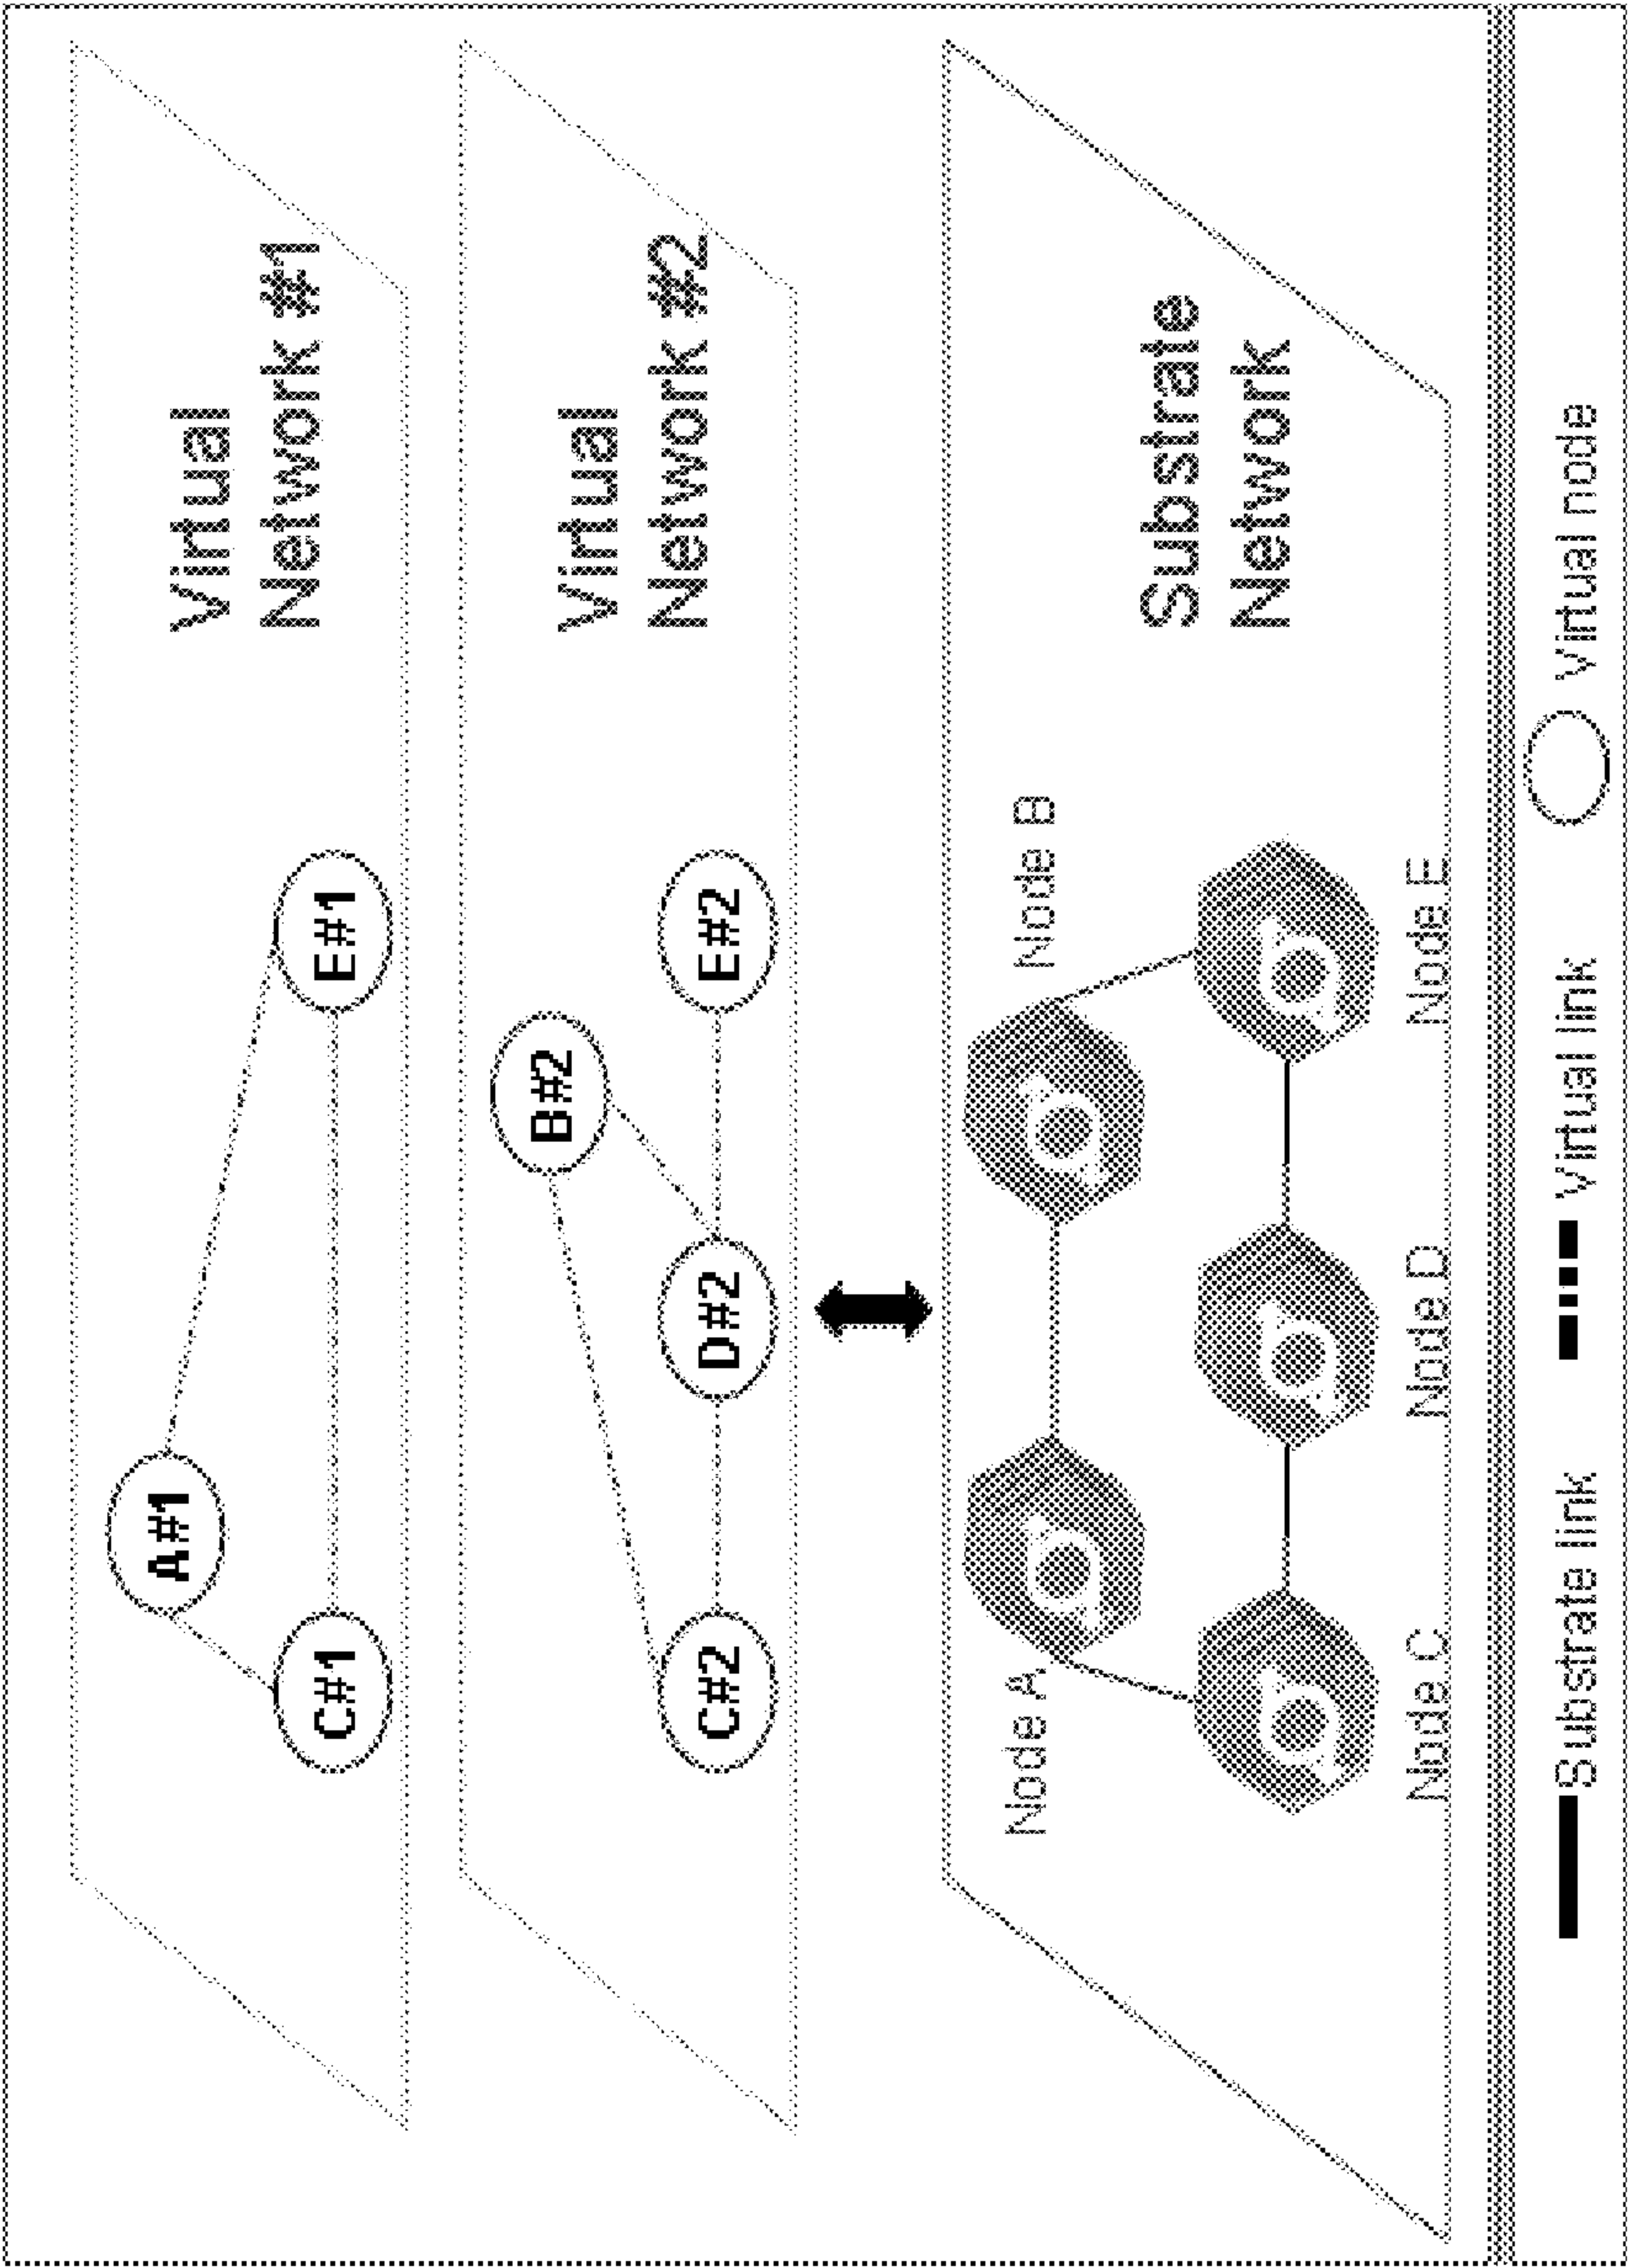 Virtual
Network #1
A#1
C#1
E#1
Virtual
Network #2
B#2
C#2
D#2
E#2
Substrate
Network
Node A
Node B
Node C
Node D
Node E
Substrate link
Virtual link
Virtual node